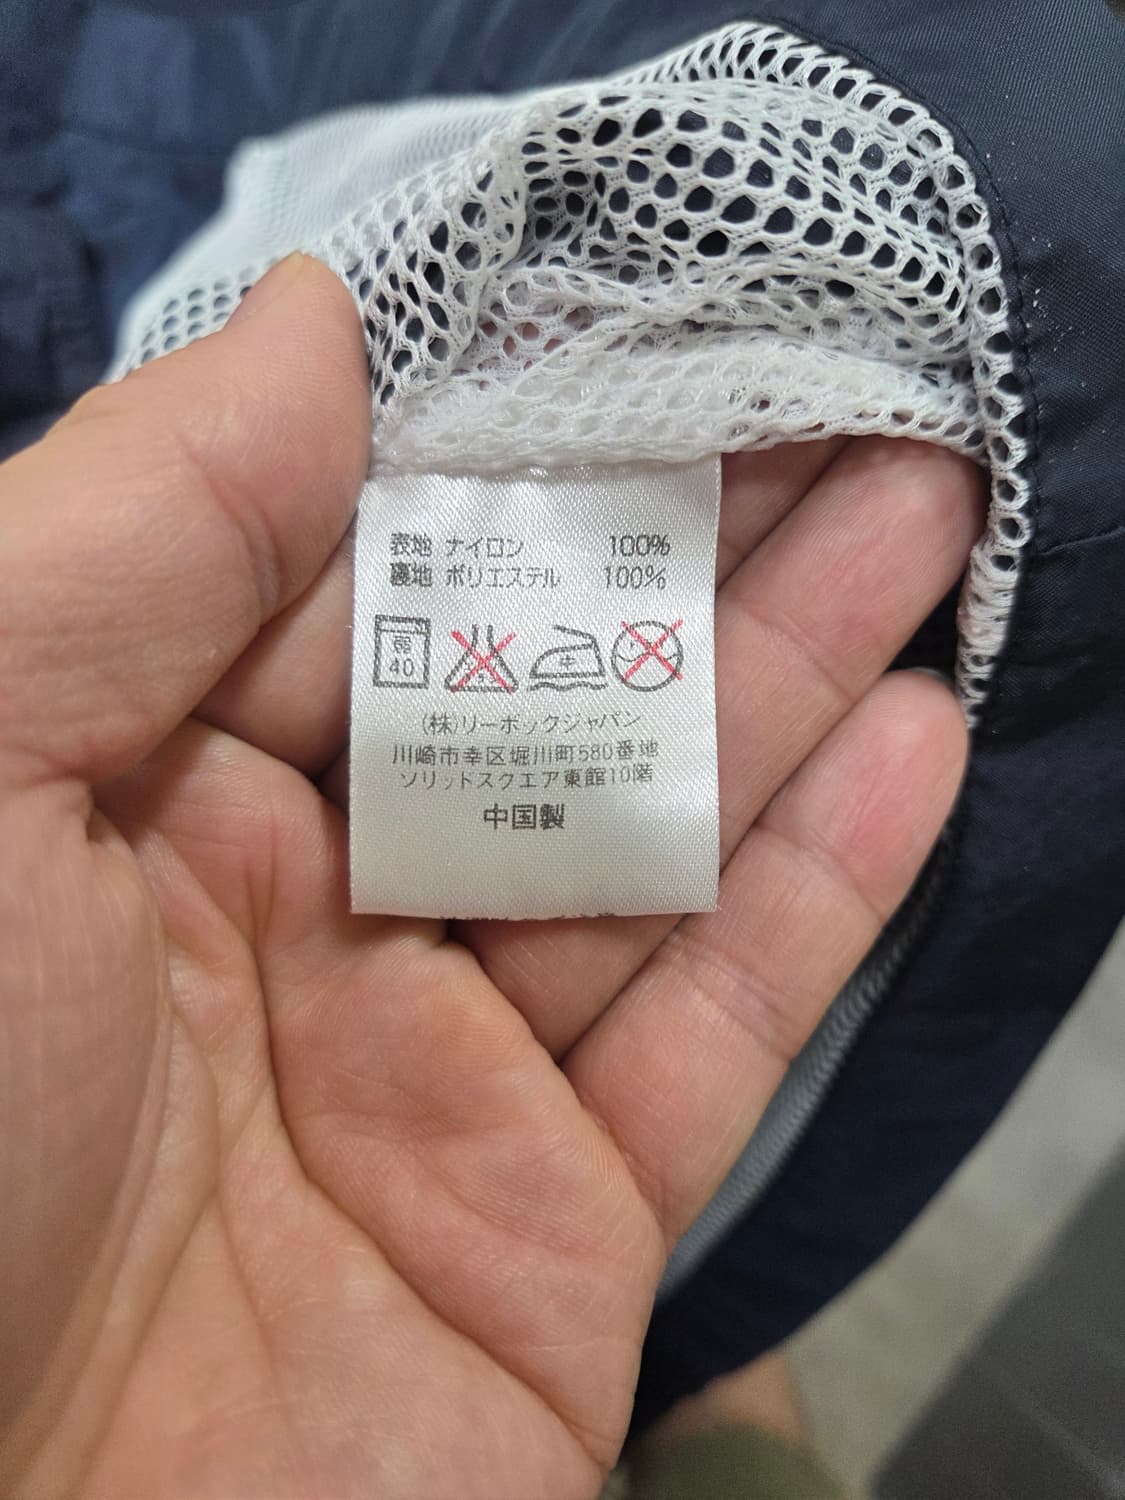 表地 ナイロン 100%
裏地 ポリエステル 100%
弱
40
(株)リーボックジャパン
川崎市幸区堀川町580番地
ソリッドスクエア東館10階
中国製